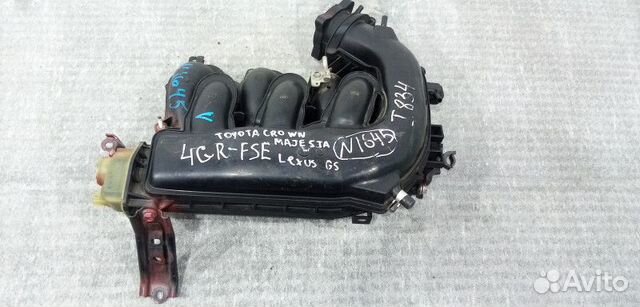 N1645
V
TOYOTA CROWN
MAJESTA
4GR-FSE
LEXUS GS
N1645
T834
Avito